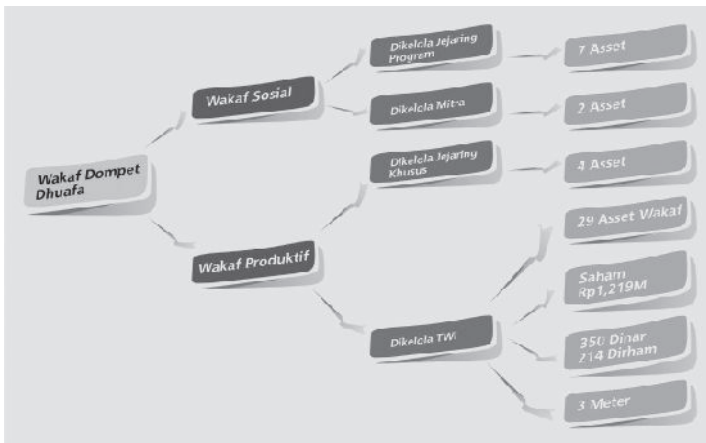 Wakaf Dompet
Dhuafa
Wakaf Sosial
Dikelola Jejaring
Program
7 Asset
Dikelola Mitra
2 Asset
Wakaf Produktif
Dikelola Jejaring
Khusus
4 Asset
Dikelola TWI
29 Asset Wakaf
Saham
Rp1,219M
350 Dinar
214 Dirham
3 Meter